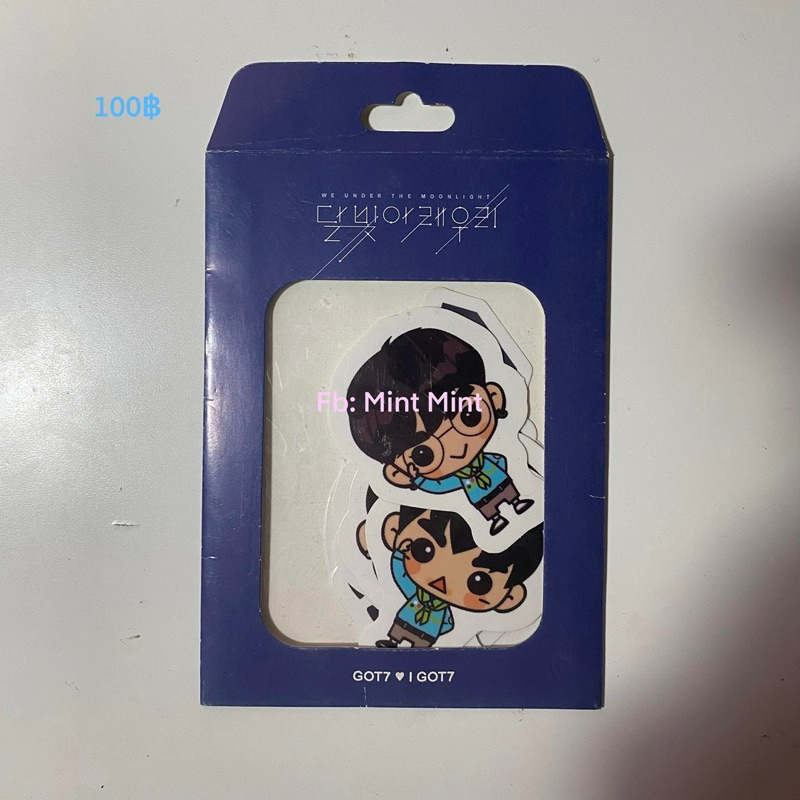 100฿
WE UNDER THE MOONLIGHT
달빛아래우리
Fb: Mint Mint
GOT7 ♥ I GOT7